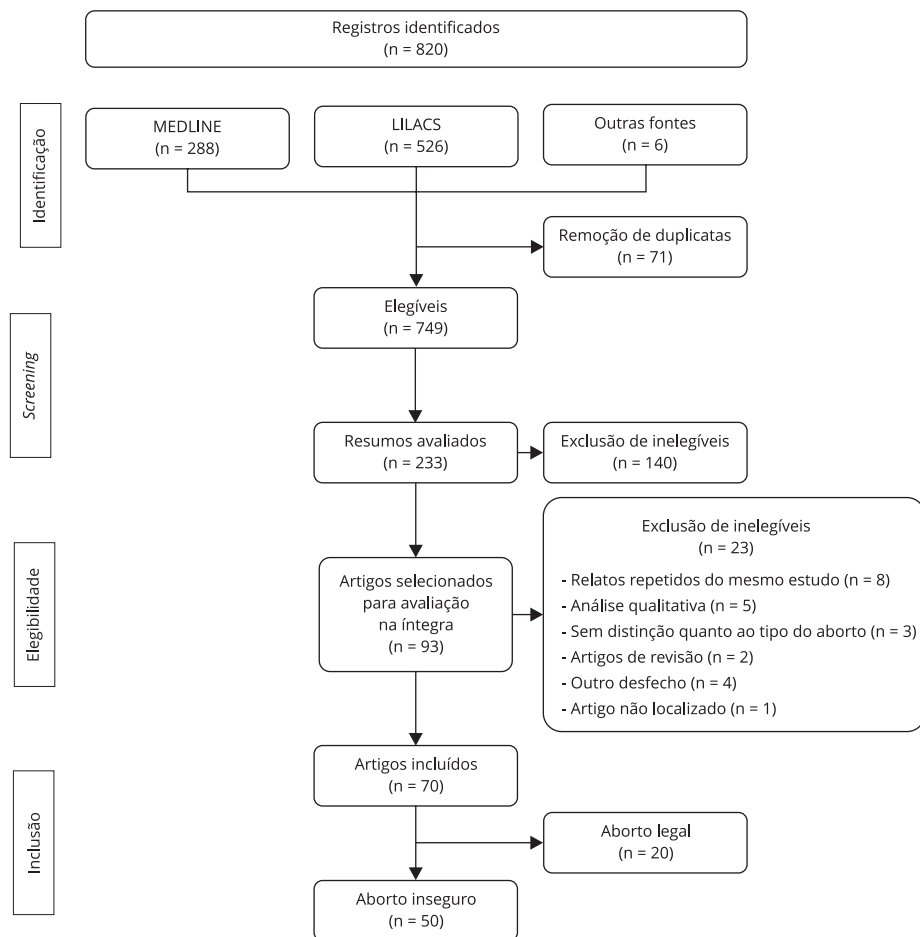 Registros identificados
(n = 820)
Identificação
MEDLINE
(n = 288)
LILACS
(n = 526)
Outras fontes
(n = 6)
Remoção de duplicatas
(n = 71)
Elegíveis
(n = 749)
Screening
Resumos avaliados
(n = 233)
Exclusão de inelegíveis
(n = 140)
Elegibilidade
Artigos selecionados
para avaliação
na íntegra
(n = 93)
Exclusão de inelegíveis
(n = 23)
- Relatos repetidos do mesmo estudo (n = 8)
- Análise qualitativa (n = 5)
- Sem distinção quanto ao tipo do aborto (n = 3)
- Artigos de revisão (n = 2)
- Outro desfecho (n = 4)
- Artigo não localizado (n = 1)
Inclusão
Artigos incluídos
(n = 70)
Aborto legal
(n = 20)
Aborto inseguro
(n = 50)